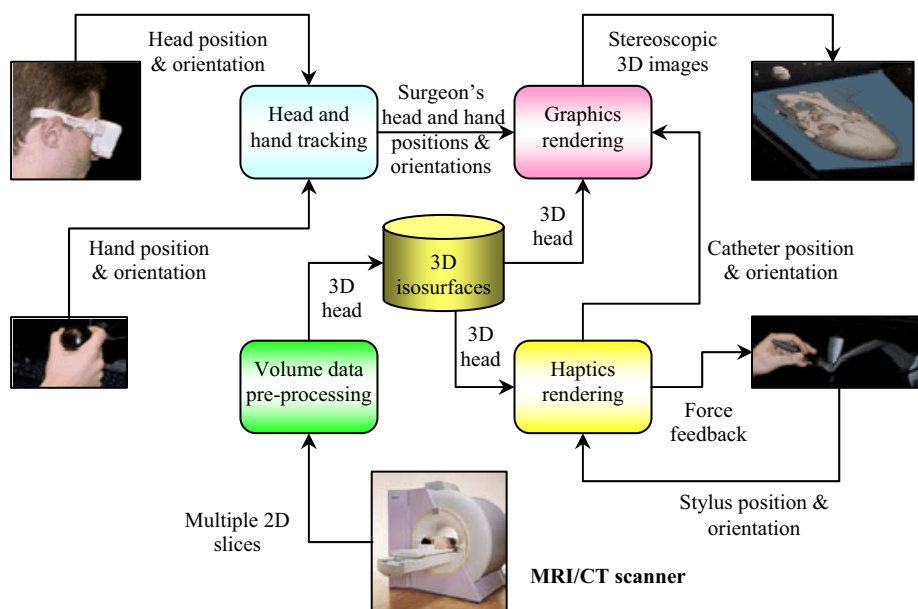 Head position
& orientation
Stereoscopic
3D images
Head and
hand tracking
Surgeon's
head and hand
positions &
orientations
Graphics
rendering
Hand position
& orientation
3D
head
3D
isosurfaces
3D
head
Catheter position
& orientation
3D
head
Volume data
pre-processing
Haptics
rendering
Force
feedback
Multiple 2D
slices
Stylus position &
orientation
MRI/CT scanner